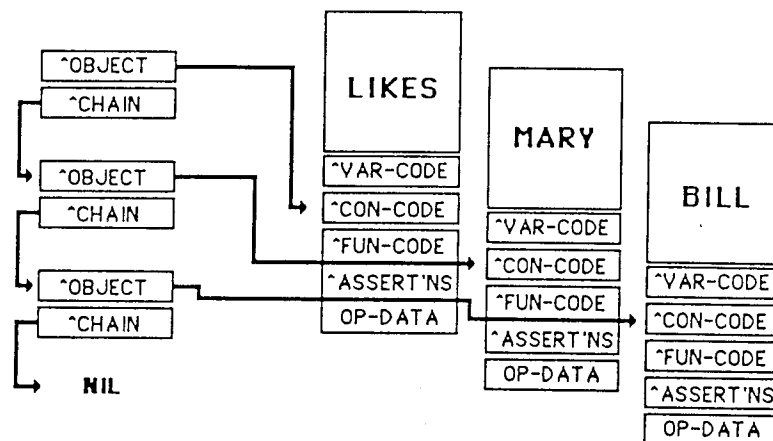 ^OBJECT
^CHAIN
^OBJECT
^CHAIN
^OBJECT
^CHAIN
NIL
LIKES
^VAR-CODE
^CON-CODE
^FUN-CODE
^ASSERT'NS
OP-DATA
MARY
^VAR-CODE
^CON-CODE
^FUN-CODE
^ASSERT'NS
OP-DATA
BILL
^VAR-CODE
^CON-CODE
^FUN-CODE
^ASSERT'NS
OP-DATA